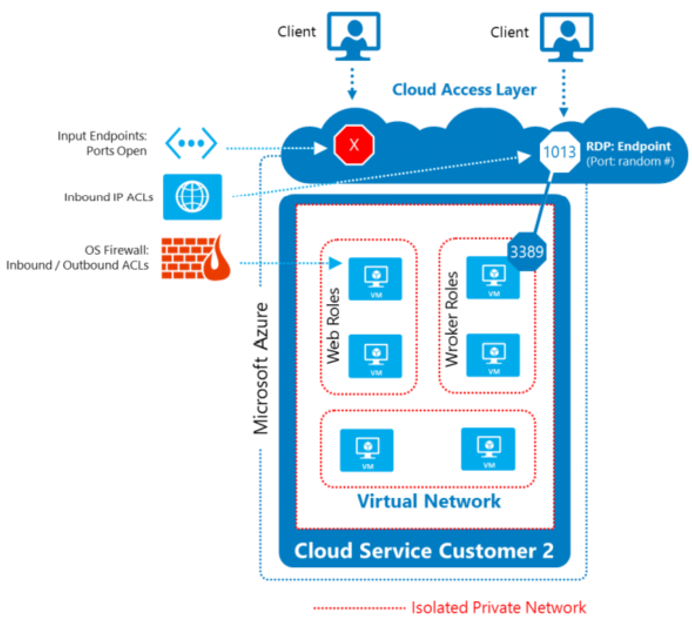 Client
Client
Cloud Access Layer
Input Endpoints:
Ports Open
X
1013
RDP: Endpoint
(Port: random #)
Inbound IP ACLs
OS Firewall:
Inbound / Outbound ACLs
3389
Microsoft Azure
Web Roles
VM
VM
Wroker Roles
VM
VM
VM
VM
Virtual Network
Cloud Service Customer 2
Isolated Private Network